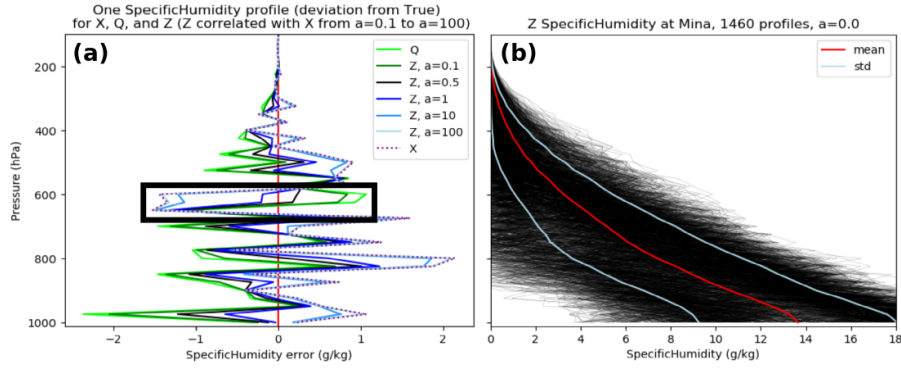 One SpecificHumidity profile (deviation from True)
for X, Q, and Z (Z correlated with X from a=0.1 to a=100)
(a)
Q
Z, a=0.1
Z, a=0.5
Z, a=1
Z, a=10
Z, a=100
X
200
400
600
800
1000
Pressure (hPa)
−2
−1
0
1
2
SpecificHumidity error (g/kg)
Z SpecificHumidity at Mina, 1460 profiles, a=0.0
(b)
mean
std
0
2
4
6
8
10
12
14
16
18
SpecificHumidity (g/kg)